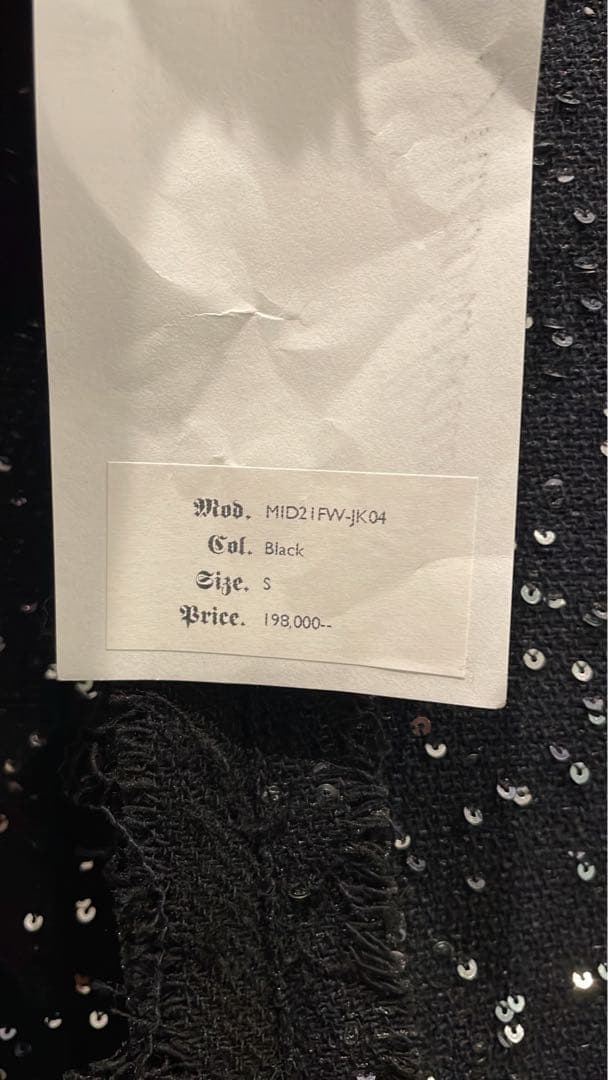 Mod. MID21FW-JK04
Col. Black
Size. S
Price. 198,000--